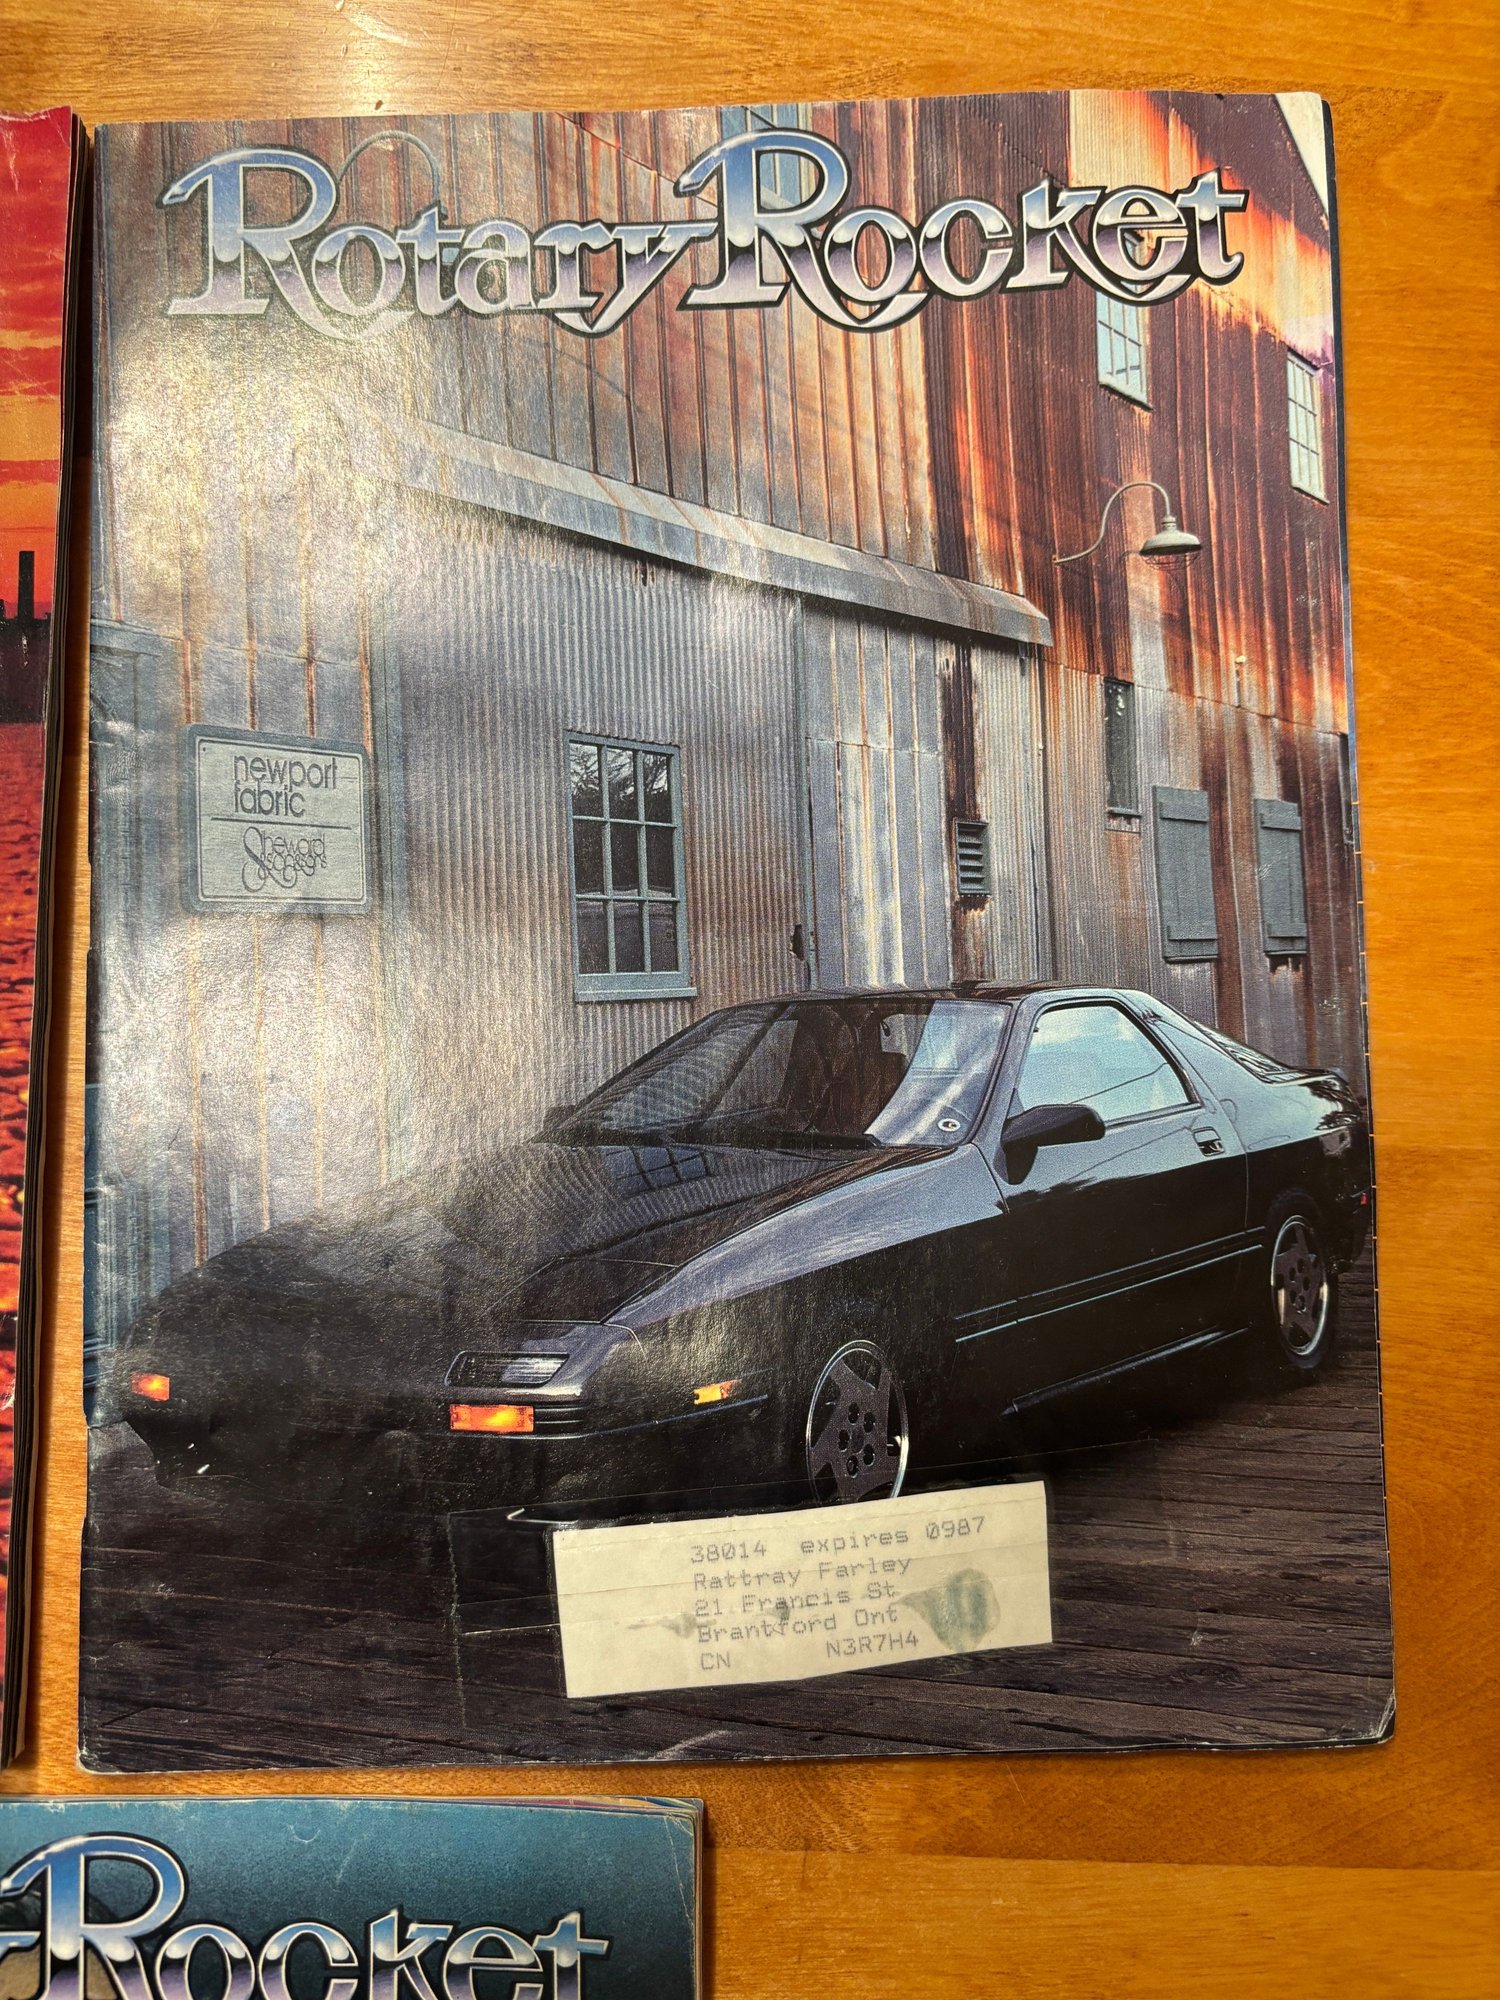 Rotary Rocket
newport
fabric
38014 expires 0987
Rattray Farley
21 Francis St
Brantford Ont
CN N3R7H4
Rocket